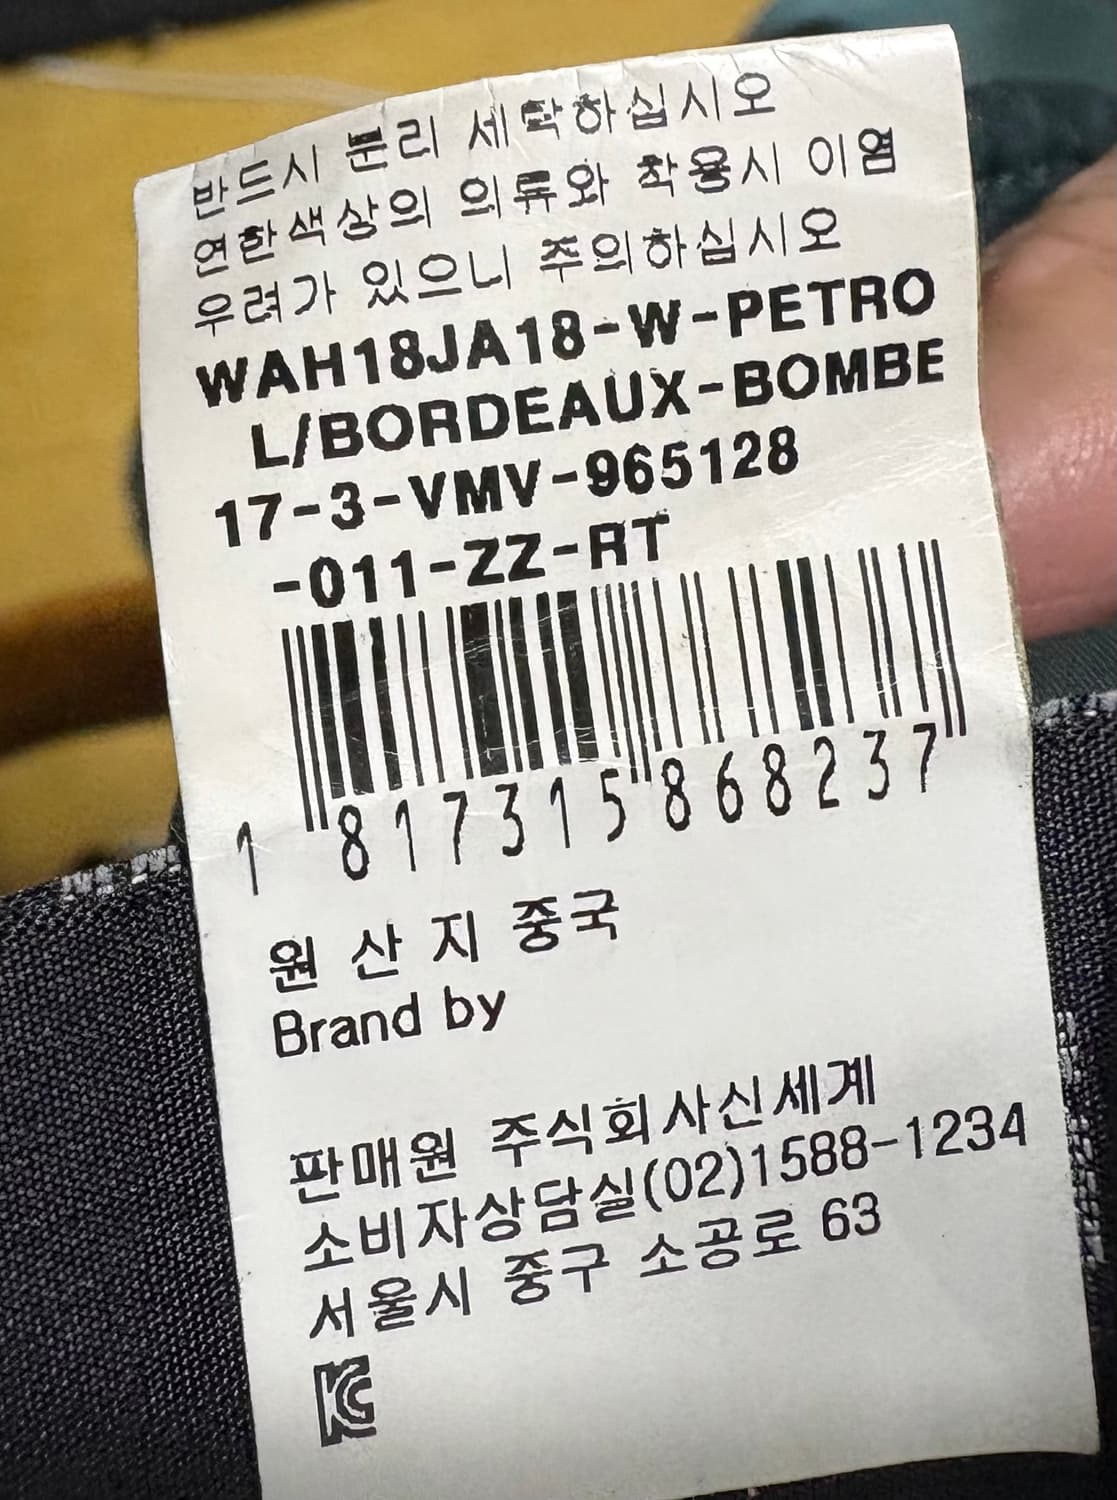 반드시 분리 세탁하십시오
연한색상의 의류와 착용시 이염
우려가 있으니 주의하십시오
WAH18JA18-W-PETRO
L/BORDEAUX-BOMBE
17-3-VMV-965128
-011-ZZ-RT
1 817315 868237
원 산 지 중국
Brand by
판매원 주식회사신세계
소비자상담실(02)1588-1234
서울시 중구 소공로 63
KC